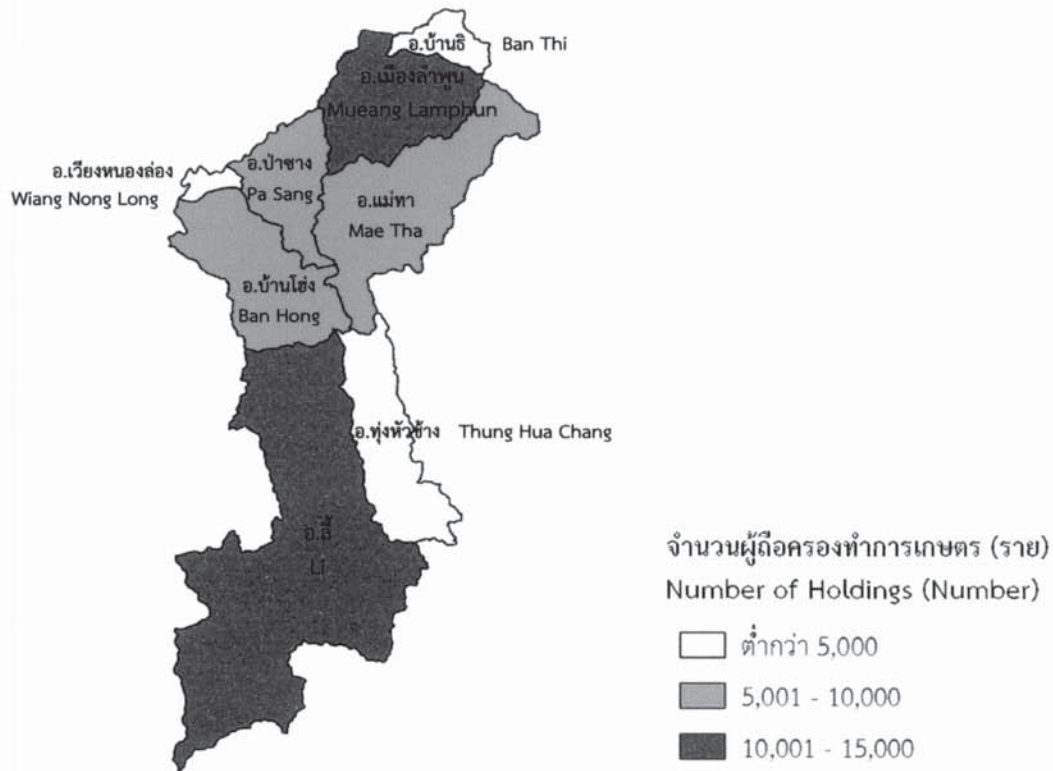 อ.บ้านธิ Ban Thi
อ.เมืองลำพูน
Mueang Lamphun
อ.ป่าซาง
Pa Sang
อ.เวียงหนองล่อง
Wiang Nong Long
อ.แม่ทา
Mae Tha
อ.บ้านโฮ่ง
Ban Hong
อ.ทุ่งหัวช้าง Thung Hua Chang
อ.ลี้
Li
จำนวนผู้ถือครองทำการเกษตร (ราย)
Number of Holdings (Number)
ต่ำกว่า 5,000
5,001 - 10,000
10,001 - 15,000